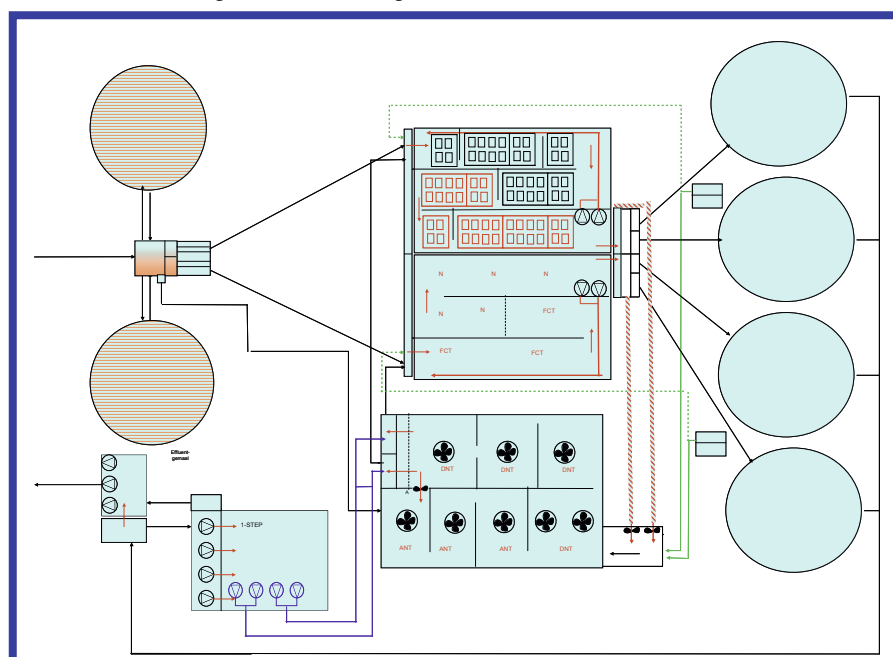 N N N
N N FCT
FCT FCT
Effluent-
gemaal
DNT DNT DNT
A
1-STEP
ANT ANT ANT DNT